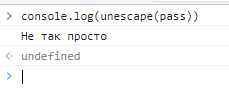 > console.log(unescape(pass))
Не так просто
<· undefined
>